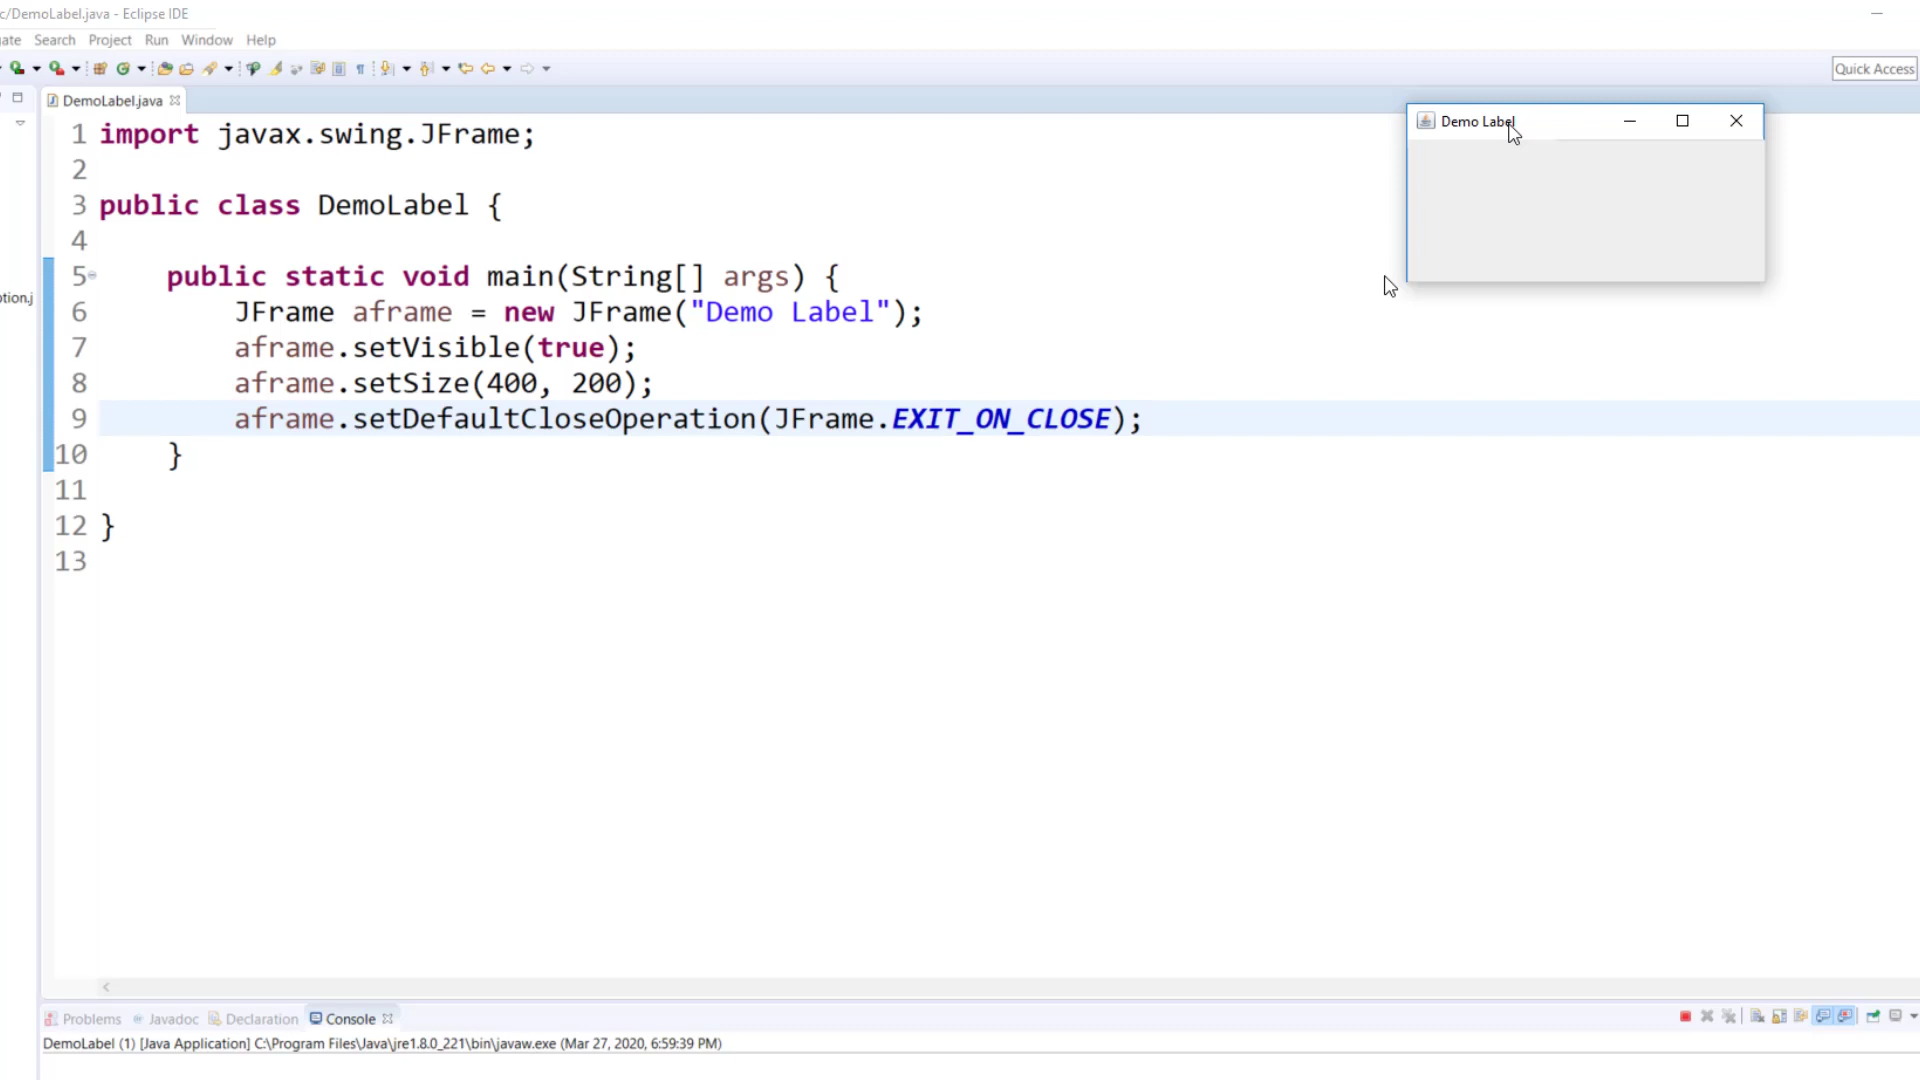 c/DemoLabel.java - Eclipse IDE
ate Search Project Run Window Help
Quick Access
DemoLabel.java
Demo Label
1 import javax.swing.JFrame;
2
3 public class DemoLabel {
4
5 public static void main(String[] args) {
6 JFrame aframe = new JFrame("Demo Label");
7 aframe.setVisible(true);
8 aframe.setSize(400, 200);
9 aframe.setDefaultCloseOperation(JFrame.EXIT_ON_CLOSE);
10 }
11
12 }
13
tion.j
Problems Javadoc Declaration Console
DemoLabel (1) [Java Application] C:\Program Files\Java\jre1.8.0_221\bin\javaw.exe (Mar 27, 2020, 6:59:39 PM)